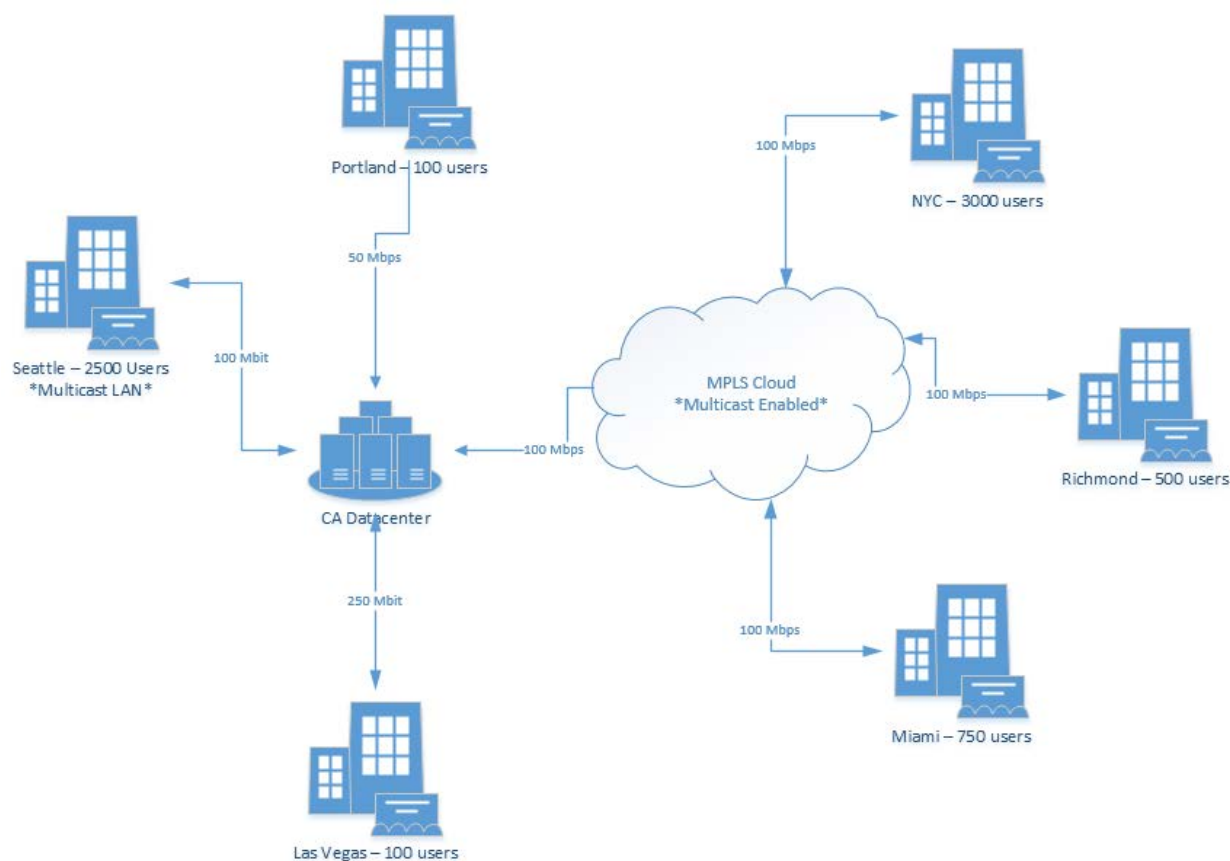 Portland – 100 users
100 Mbps
NYC – 3000 users
50 Mbps
Seattle – 2500 Users
*Multicast LAN*
100 Mbit
MPLS Cloud
*Multicast Enabled*
100 Mbps
Richmond – 500 users
100 Mbps
CA Datacenter
250 Mbit
100 Mbps
Miami – 750 users
Las Vegas – 100 users